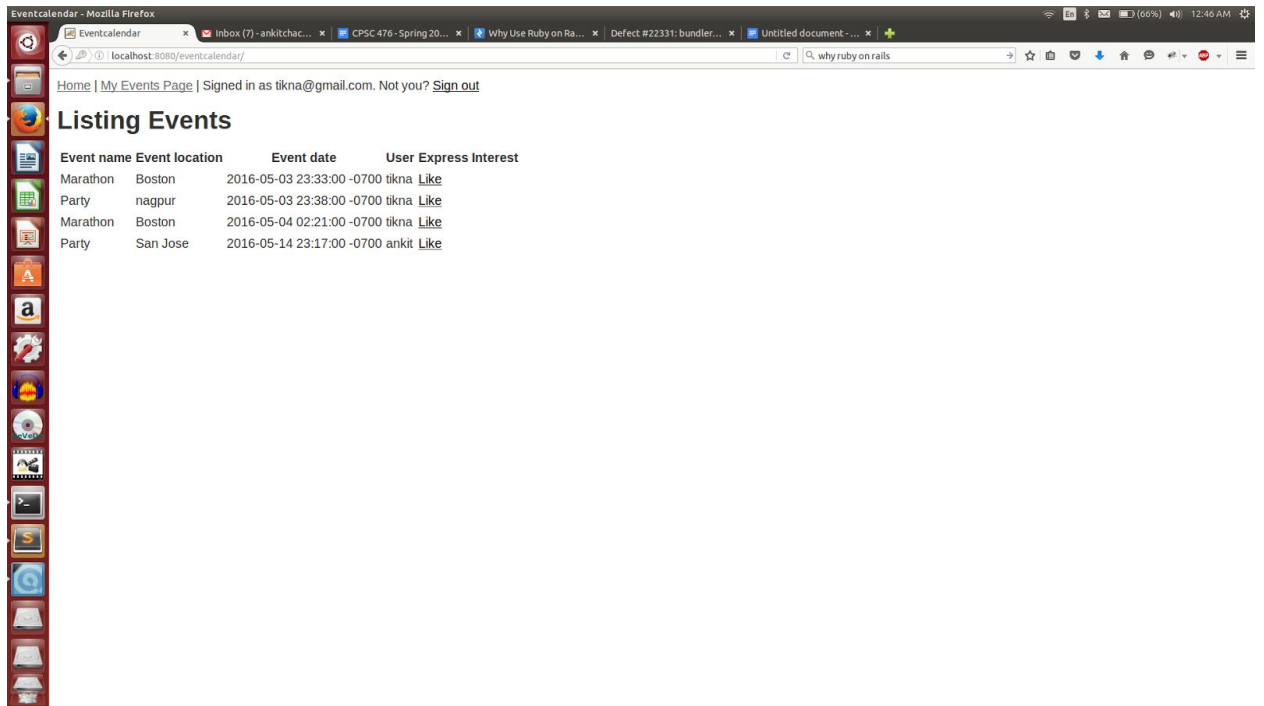 Eventcalendar - Mozilla Firefox En (66%) 12:46 AM
Eventcalendar Inbox (7) - ankitchac... CPSC 476 - Spring 20... Why Use Ruby on Ra... Defect #22331: bundler... Untitled document - ...
localhost:8080/eventcalendar/ why ruby on rails ABP
Home | My Events Page | Signed in as tikna@gmail.com. Not you? Sign out
Listing Events
Event name Event location Event date User Express Interest
Marathon Boston 2016-05-03 23:33:00 -0700 tikna Like
Party nagpur 2016-05-03 23:38:00 -0700 tikna Like
Marathon Boston 2016-05-04 02:21:00 -0700 tikna Like
Party San Jose 2016-05-14 23:17:00 -0700 ankit Like